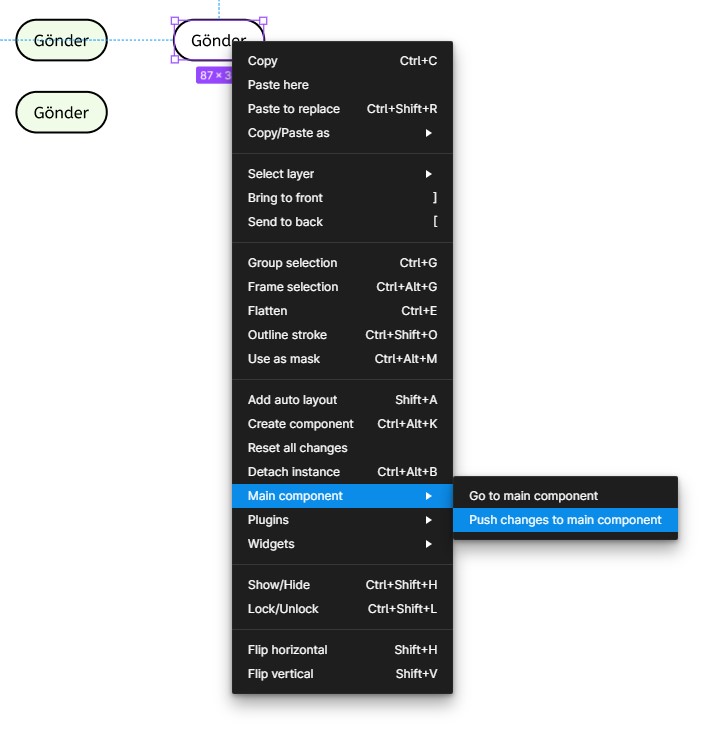 Gönder
Gönder
87 × 3
Gönder
Copy Ctrl+C
Paste here
Paste to replace Ctrl+Shift+R
Copy/Paste as
Select layer
Bring to front ]
Send to back [
Group selection Ctrl+G
Frame selection Ctrl+Alt+G
Flatten Ctrl+E
Outline stroke Ctrl+Shift+O
Use as mask Ctrl+Alt+M
Add auto layout Shift+A
Create component Ctrl+Alt+K
Reset all changes
Detach instance Ctrl+Alt+B
Main component
Go to main component
Push changes to main component
Plugins
Widgets
Show/Hide Ctrl+Shift+H
Lock/Unlock Ctrl+Shift+L
Flip horizontal Shift+H
Flip vertical Shift+V